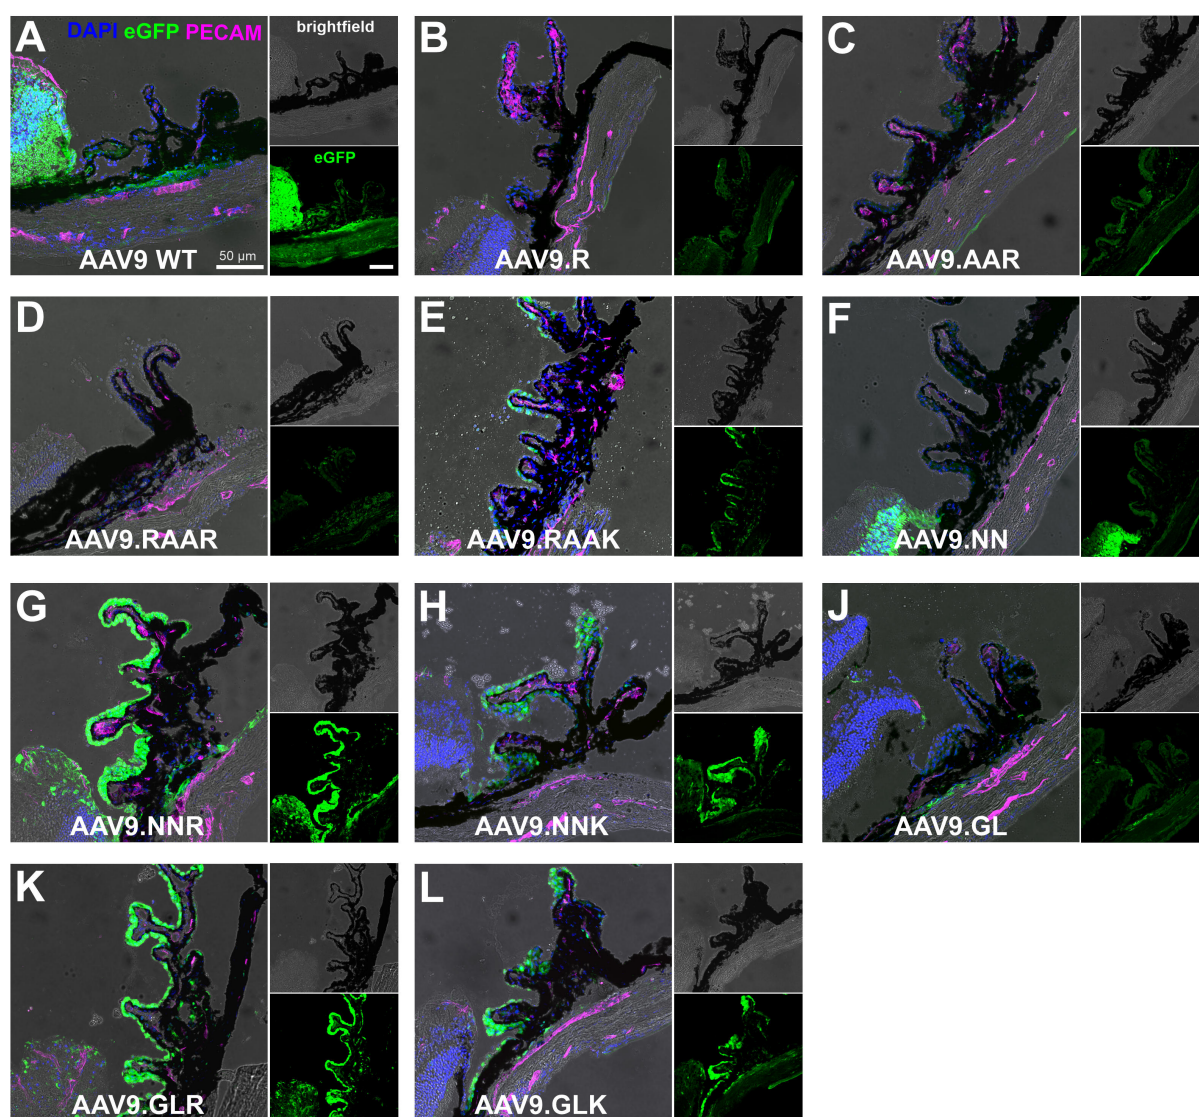 A
DAPI eGFP PECAM
brightfield
eGFP
AAV9 WT
50 µm
B
AAV9.R
C
AAV9.AAR
D
AAV9.RAAR
E
AAV9.RAAK
F
AAV9.NN
G
AAV9.NNR
H
AAV9.NNK
J
AAV9.GL
K
AAV9.GLR
L
AAV9.GLK